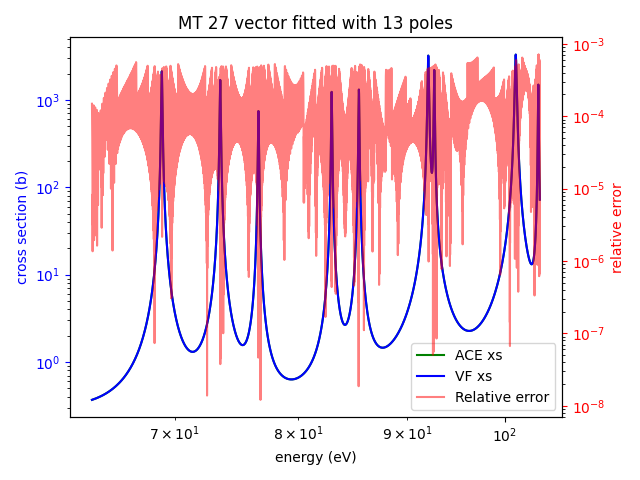 MT 27 vector fitted with 13 poles
cross section (b)
10³
10²
10¹
10⁰
10⁻³
10⁻⁴
10⁻⁵
10⁻⁶
10⁻⁷
10⁻⁸
relative error
ACE xs
VF xs
Relative error
7 × 10¹
8 × 10¹
9 × 10¹
10²
energy (eV)